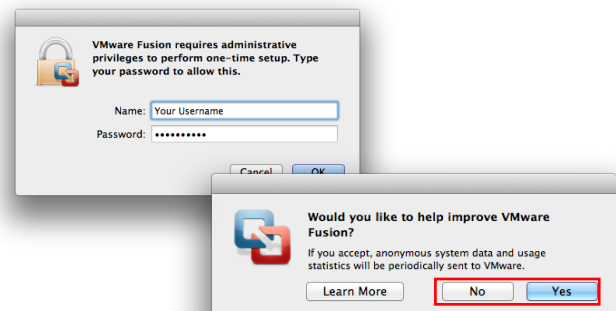 VMware Fusion requires administrative
privileges to perform one-time setup. Type
your password to allow this.
Name: Your Username
Password: ••••••••••
Cancel OK
Would you like to help improve VMware
Fusion?
If you accept, anonymous system data and usage
statistics will be periodically sent to VMware.
Learn More No Yes